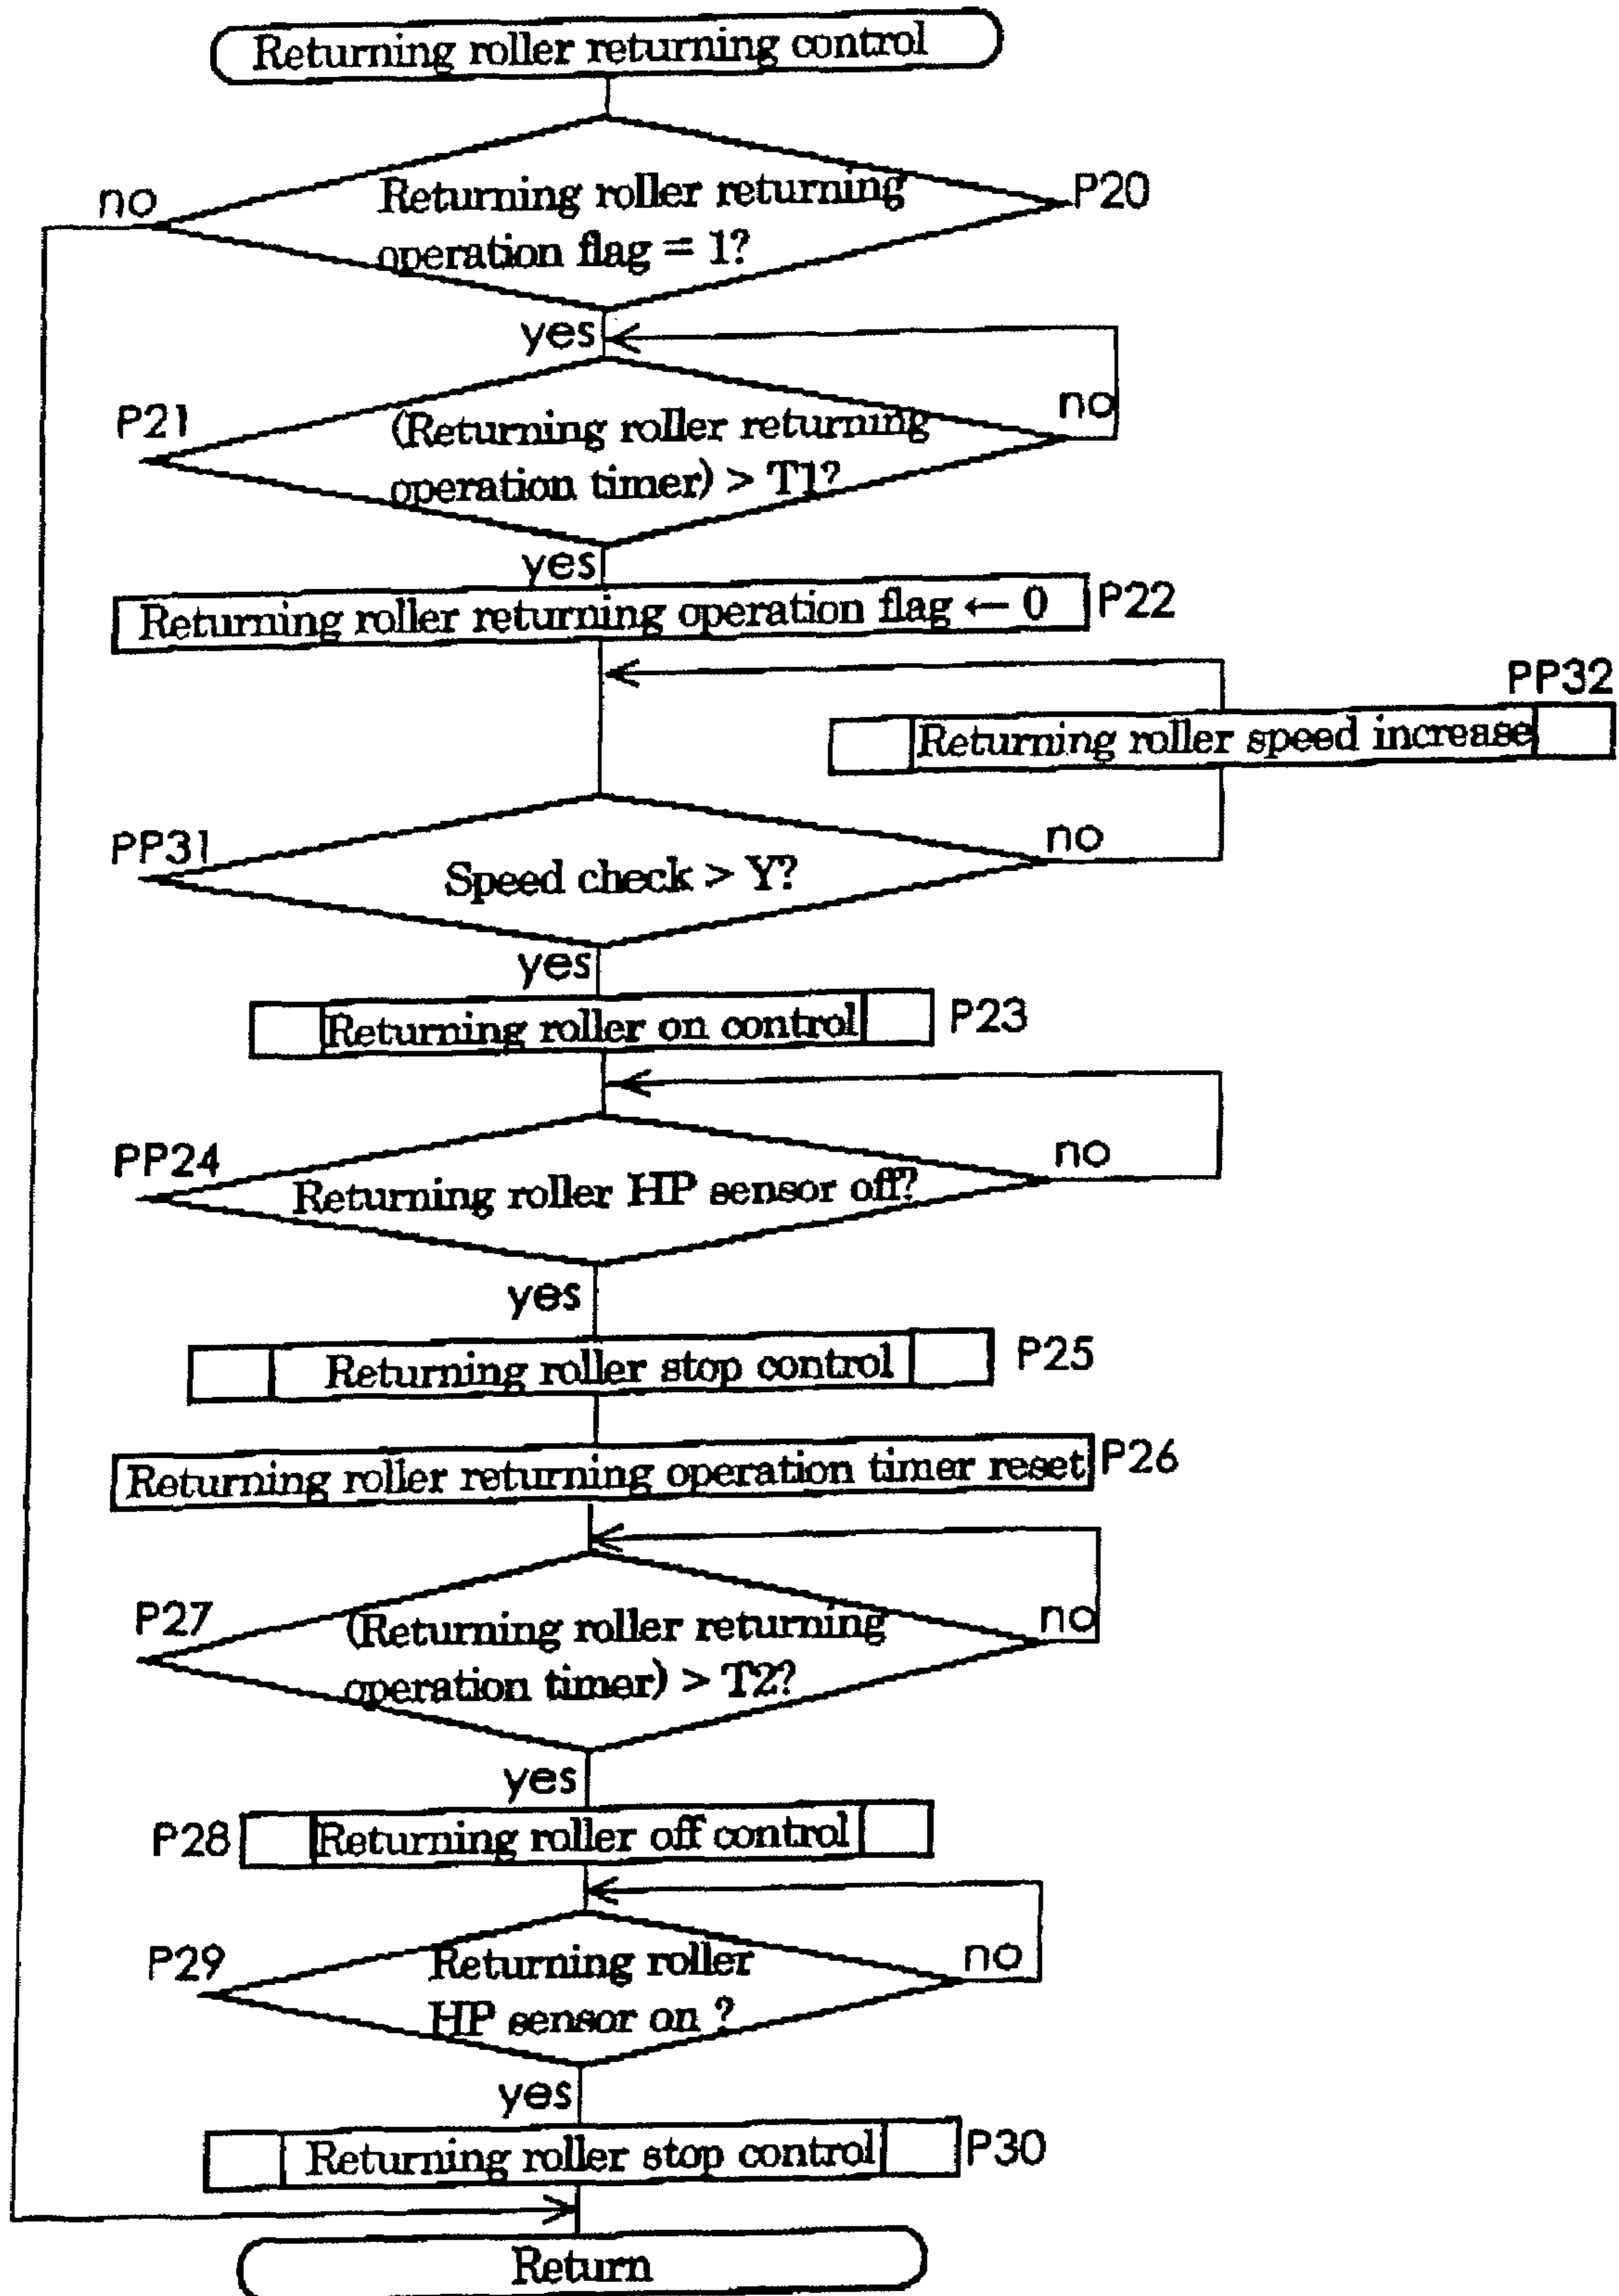 Returning roller returning control
no
Returning roller returning
operation flag = 1?
P20
yes
P21
(Returning roller returning
operation timer) > T1?
no
yes
Returning roller returning operation flag ← 0
P22
PP32
Returning roller speed increase
PP31
Speed check > Y?
no
yes
Returning roller on control
P23
PP24
Returning roller HP sensor off?
no
yes
Returning roller stop control
P25
Returning roller returning operation timer reset
P26
P27
(Returning roller returning
operation timer) > T2?
no
yes
P28
Returning roller off control
P29
Returning roller
HP sensor on ?
no
yes
Returning roller stop control
P30
Return